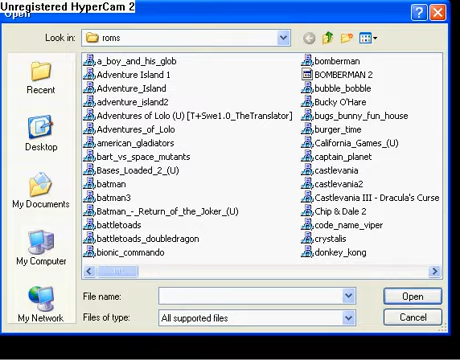 Unregistered HyperCam 2
Open
Look in:
roms
Recent
Desktop
My Documents
My Computer
My Network
a_boy_and_his_glob
Adventure Island 1
Adventure_Island
adventure_island2
Adventures of Lolo (U) [T+Swe1.0_TheTranslator]
Adventures_of_Lolo
american_gladiators
bart_vs_space_mutants
Bases_Loaded_2_(U)
batman
batman3
Batman_-_Return_of_the_Joker_(U)
battletoads
battletoads_doubledragon
bionic_commando
bomberman
BOMBERMAN 2
bubble_bobble
Bucky O'Hare
bugs_bunny_fun_house
burger_time
California_Games_(U)
captain_planet
castlevania
castlevania2
Castlevania III - Dracula's Curse
Chip & Dale 2
code_name_viper
crystalis
donkey_kong
File name:
Open
Files of type:
All supported files
Cancel